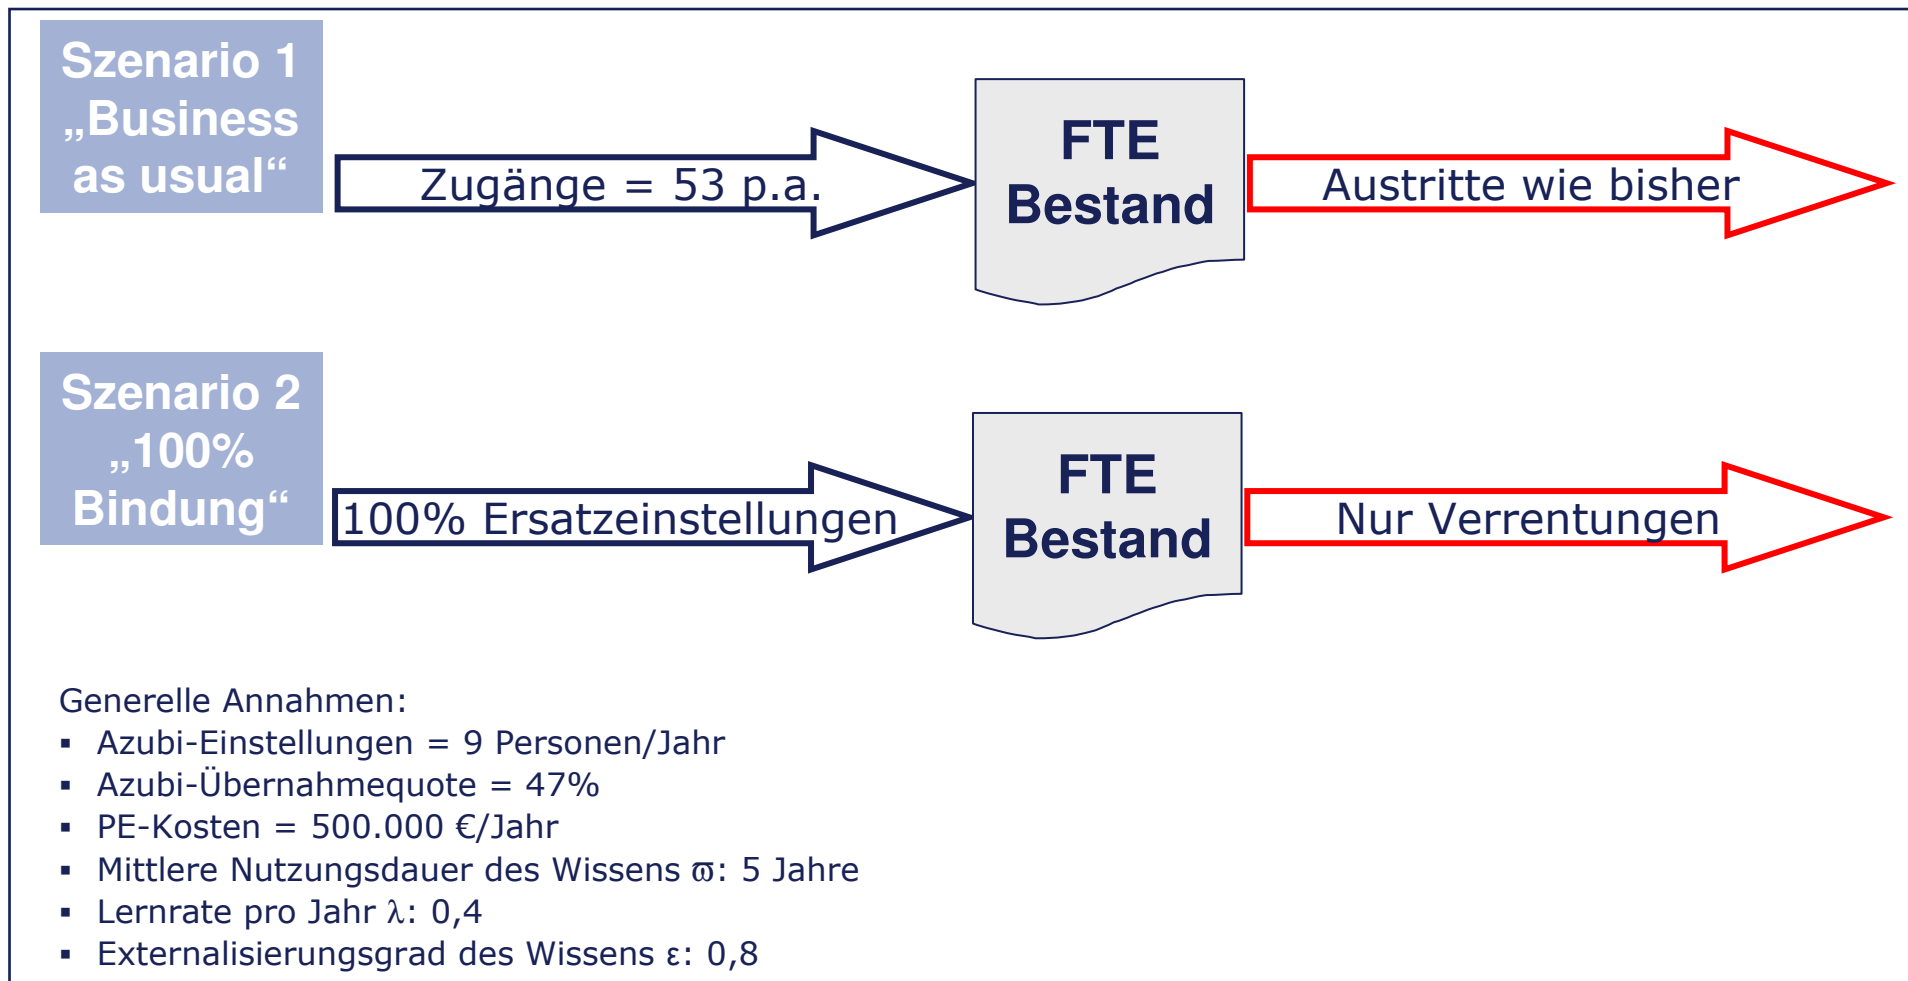 Szenario 1
„Business
as usual“
Zugänge = 53 p.a.
FTE
Bestand
Austritte wie bisher
Szenario 2
„100%
Bindung“
100% Ersatzeinstellungen
FTE
Bestand
Nur Verrentungen
Generelle Annahmen:
▪ Azubi-Einstellungen = 9 Personen/Jahr
▪ Azubi-Übernahmequote = 47%
▪ PE-Kosten = 500.000 €/Jahr
▪ Mittlere Nutzungsdauer des Wissens ϖ: 5 Jahre
▪ Lernrate pro Jahr λ: 0,4
▪ Externalisierungsgrad des Wissens ε: 0,8